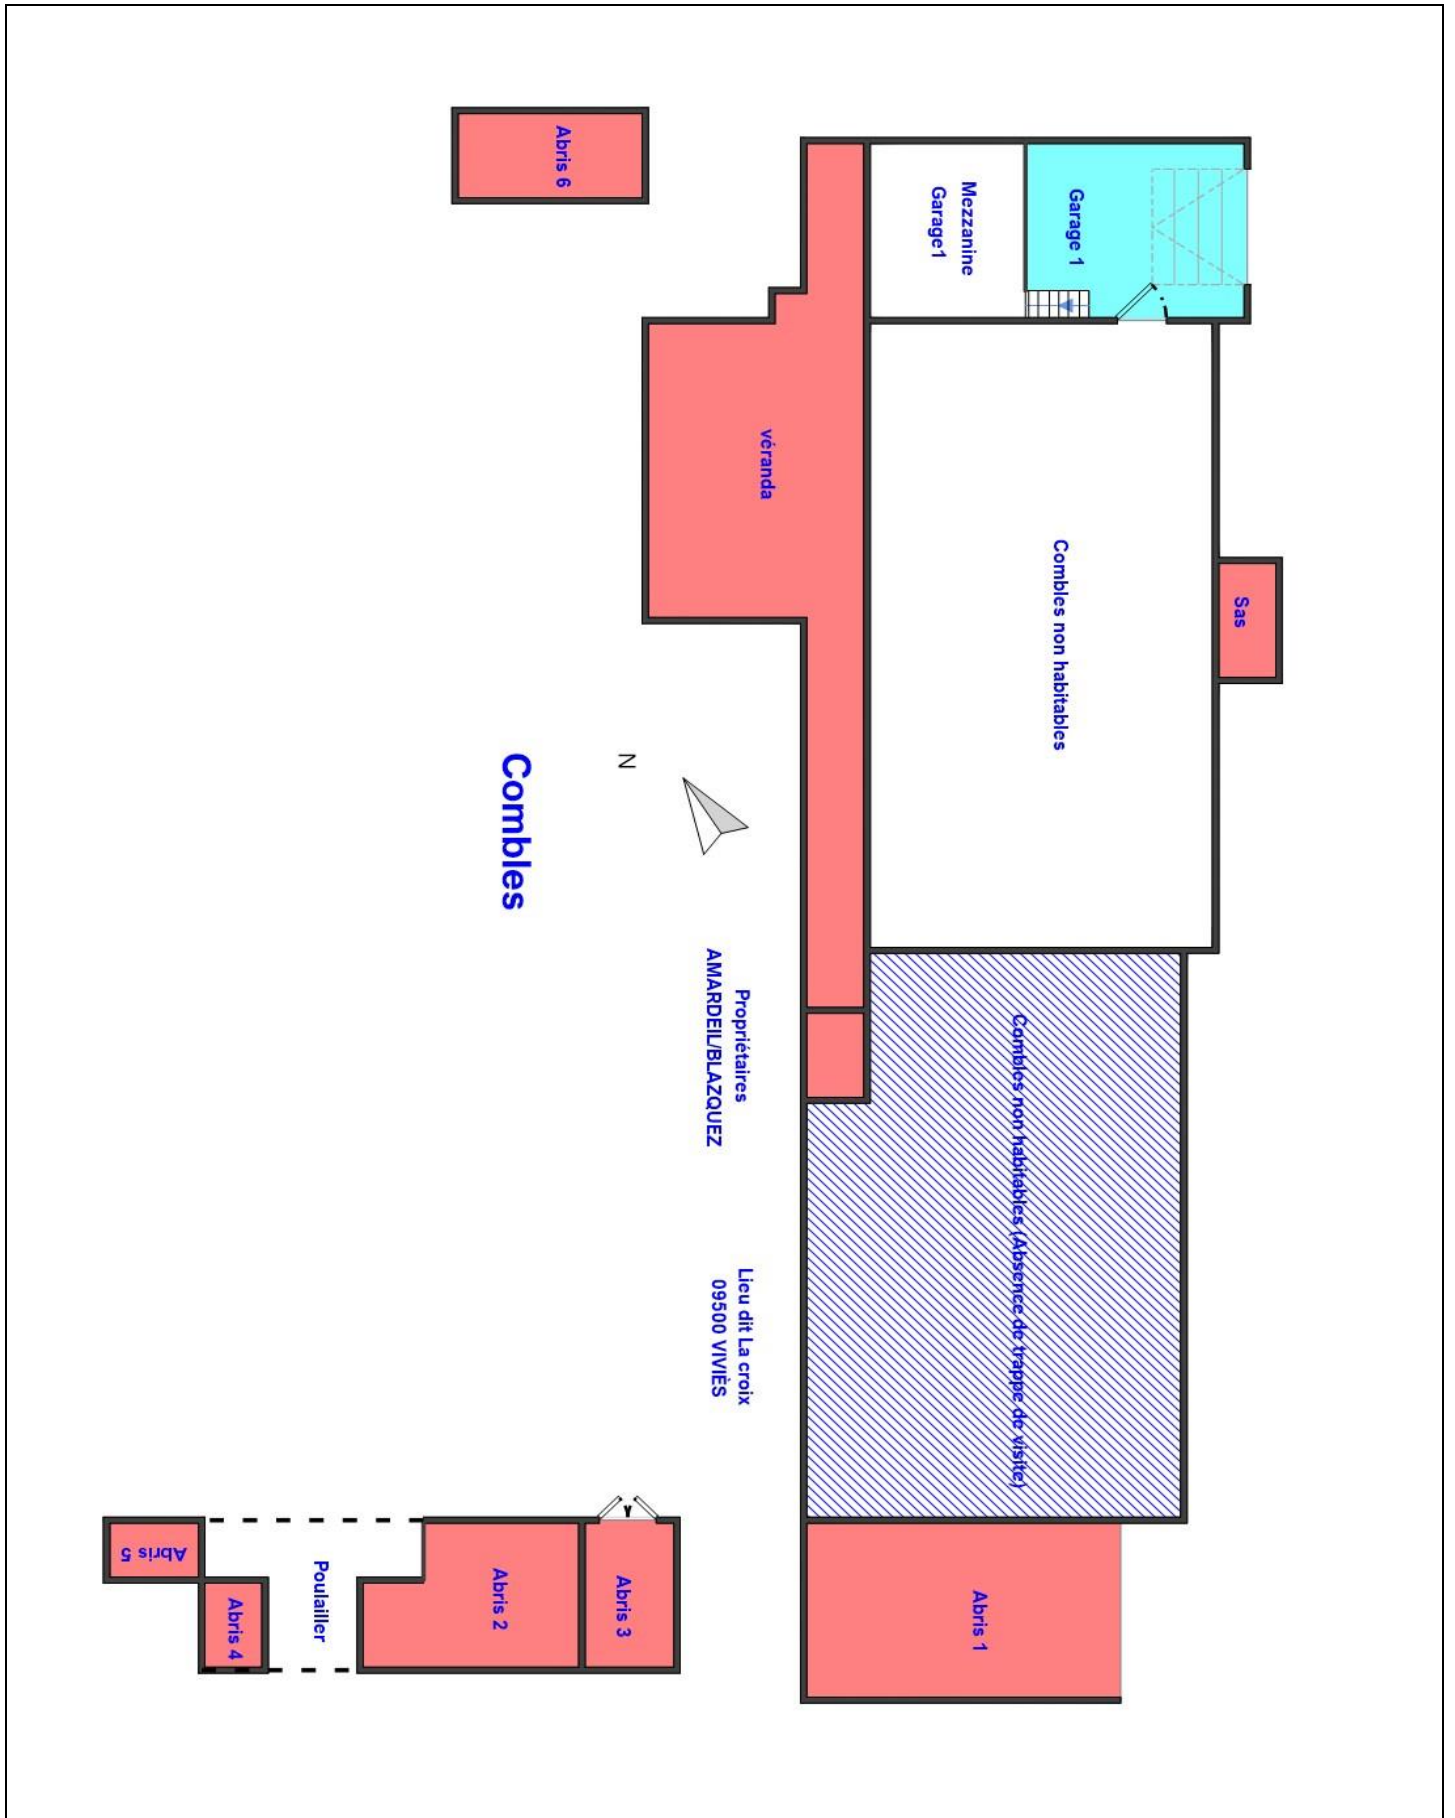 Abris 6
Mezzanine
Garage1
Garage 1
véranda
Combles non habitables
Sas
N
Combles
Propriétaires
AMARDEIL/BLAZQUEZ
Combles non habitables (Absence de trappe de visite)
Lieu dit La croix
09500 VIVIÈS
Abris 5
Abris 4
Poulailler
Abris 2
Abris 3
Abris 1